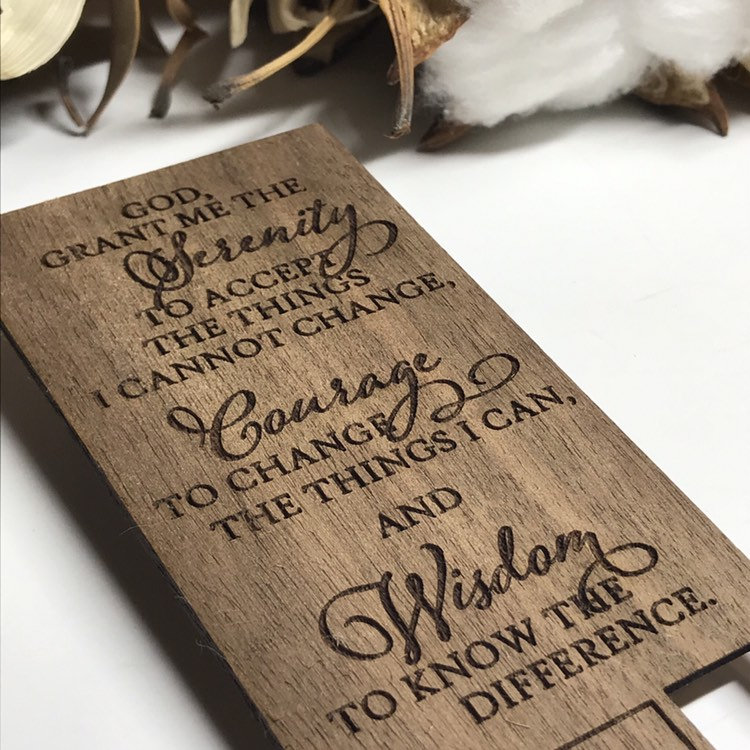 GOD,
GRANT ME THE
Serenity
TO ACCEPT
THE THINGS
I CANNOT CHANGE,
Courage
TO CHANGE
THE THINGS I CAN,
AND
Wisdom
TO KNOW THE
DIFFERENCE.